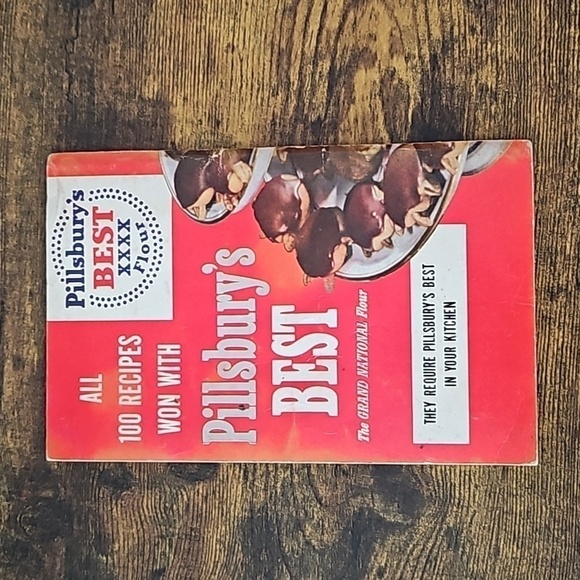 Pillsbury's
BEST
XXXX
Flour
ALL
100 RECIPES
WON WITH
Pillsbury's
BEST
The GRAND NATIONAL Flour
THEY REQUIRE PILLSBURY'S BEST
IN YOUR KITCHEN